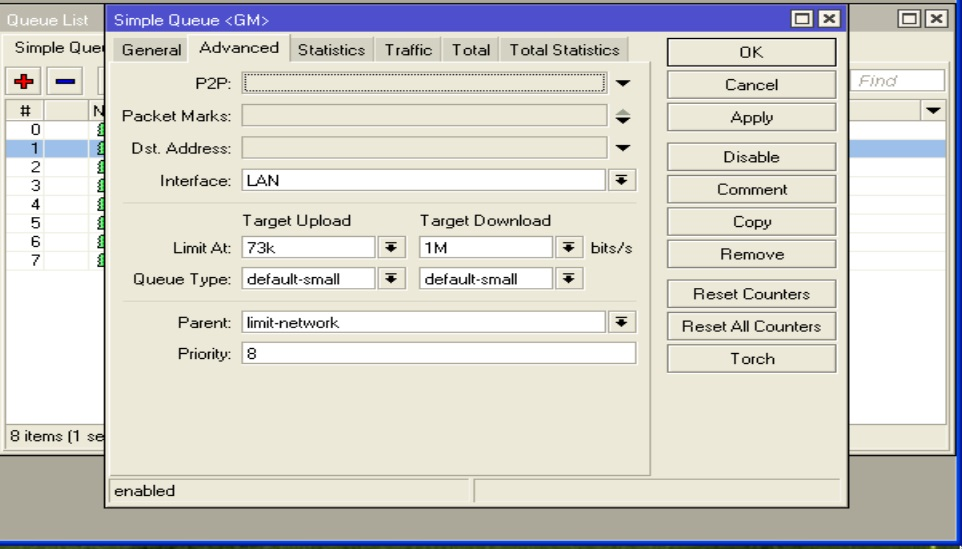 Queue List
Simple Queue <GM>
Simple Queu
General Advanced Statistics Traffic Total Total Statistics
OK
Cancel
Apply
Disable
Comment
Copy
Remove
Reset Counters
Reset All Counters
Torch
Find
# N
0
1
2
3
4
5
6
7
P2P:
Packet Marks:
Dst. Address:
Interface: LAN
Target Upload Target Download
Limit At: 73k 1M bits/s
Queue Type: default-small default-small
Parent: limit-network
Priority: 8
8 items (1 se
enabled